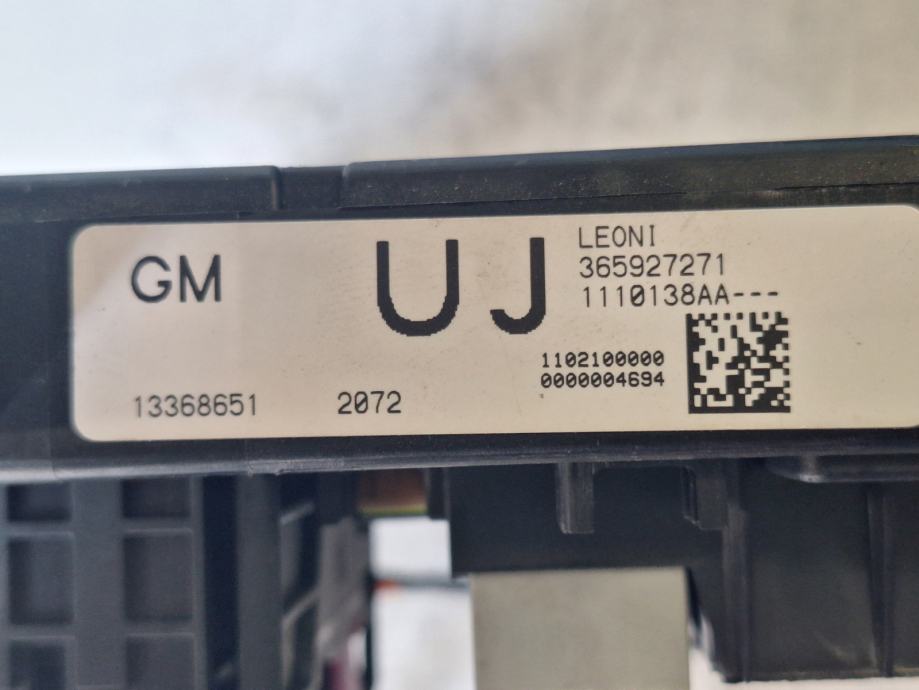 GM
UJ
LEONI
365927271
1110138AA---
1102100000
0000004694
13368651
2072